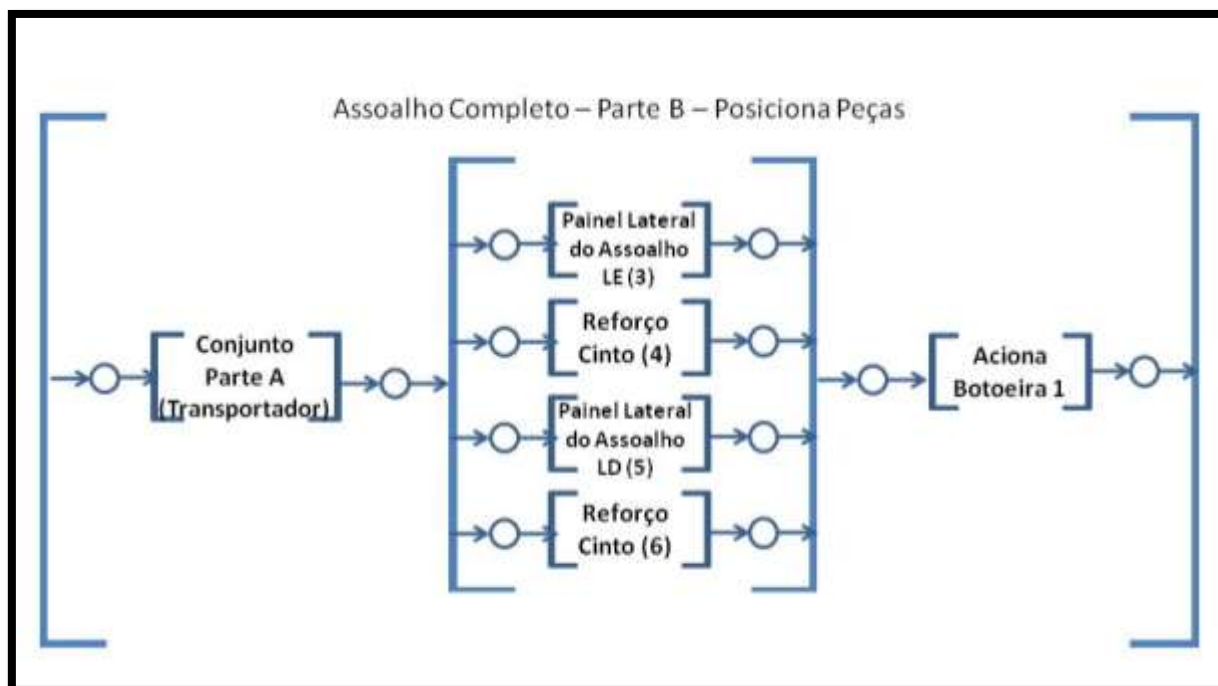 Assoalho Completo – Parte B – Posiciona Peças
Conjunto
Parte A
(Transportador)
Painel Lateral
do Assoalho
LE (3)
Reforço
Cinto (4)
Painel Lateral
do Assoalho
LD (5)
Reforço
Cinto (6)
Aciona
Botoeira 1